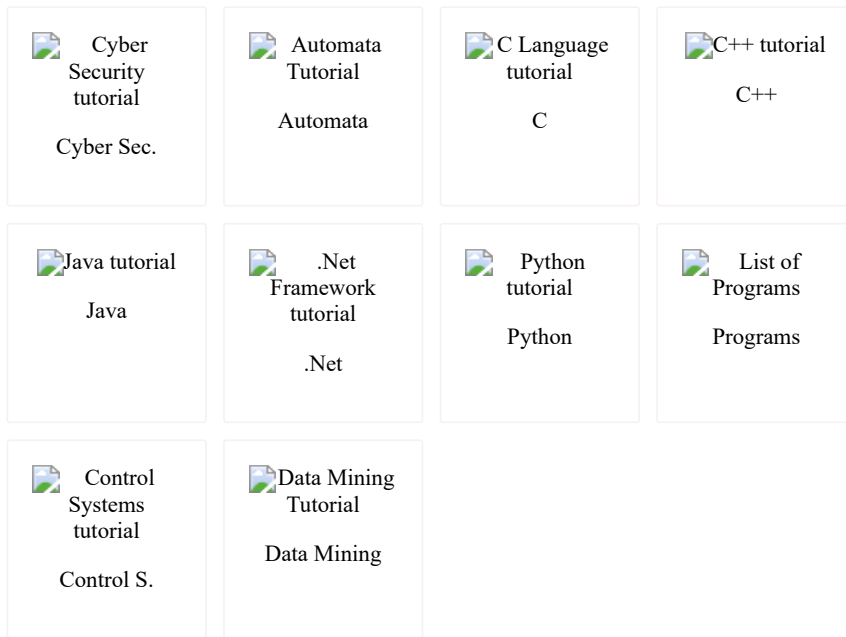 Cyber
Security
tutorial
Cyber Sec.
Automata
Tutorial
Automata
C Language
tutorial
C
C++ tutorial
C++
Java tutorial
Java
.Net
Framework
tutorial
.Net
Python
tutorial
Python
List of
Programs
Programs
Control
Systems
tutorial
Control S.
Data Mining
Tutorial
Data Mining